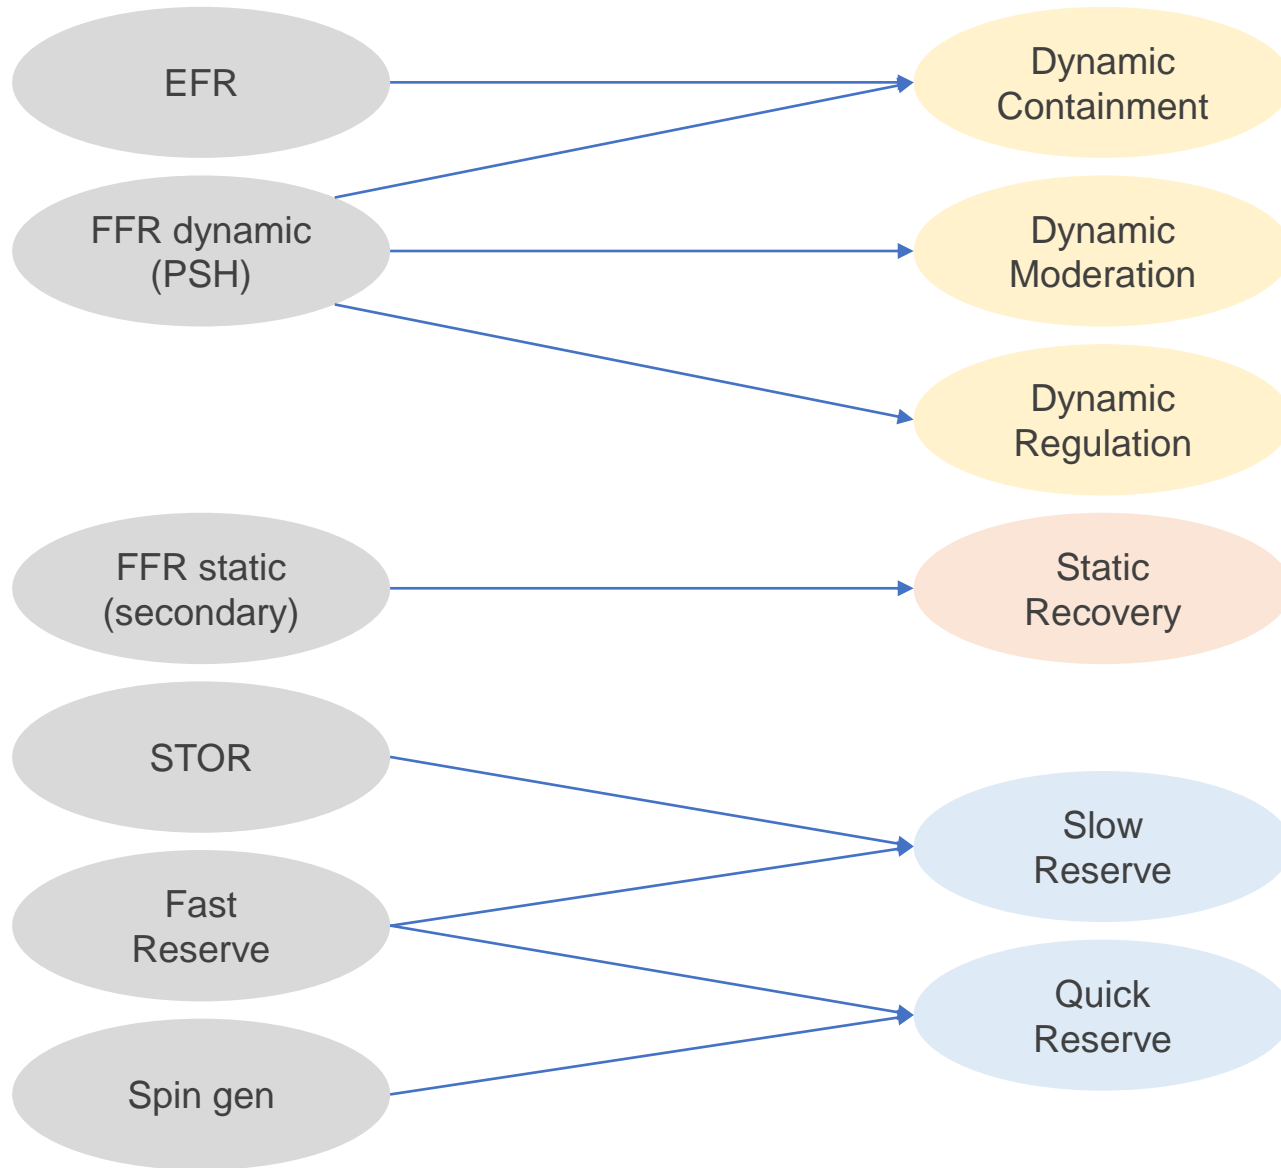 EFR
Dynamic
Containment
FFR dynamic
(PSH)
Dynamic
Moderation
Dynamic
Regulation
FFR static
(secondary)
Static
Recovery
STOR
Slow
Reserve
Fast
Reserve
Quick
Reserve
Spin gen